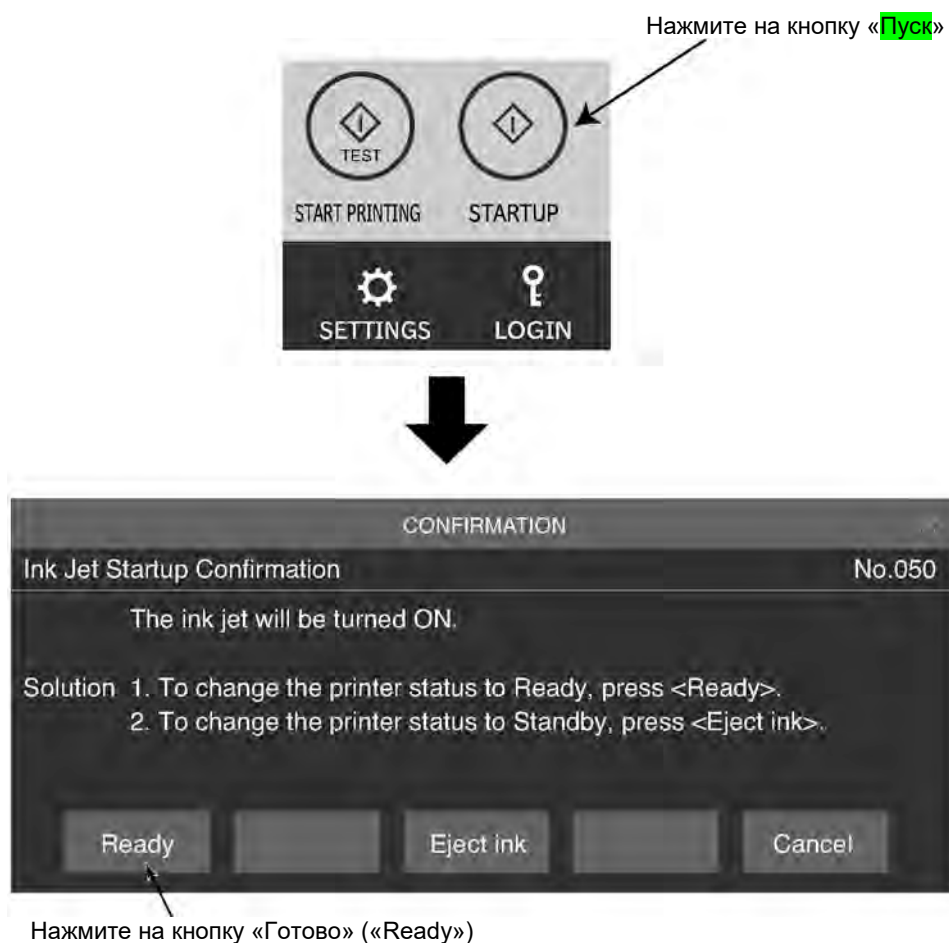 Нажмите на кнопку «Пуск»
TEST
START PRINTING STARTUP
SETTINGS LOGIN
CONFIRMATION
Ink Jet Startup Confirmation No.050
The ink jet will be turned ON.
Solution 1. To change the printer status to Ready, press <Ready>.
2. To change the printer status to Standby, press <Eject ink>.
Ready Eject ink Cancel
Нажмите на кнопку «Готово» («Ready»)